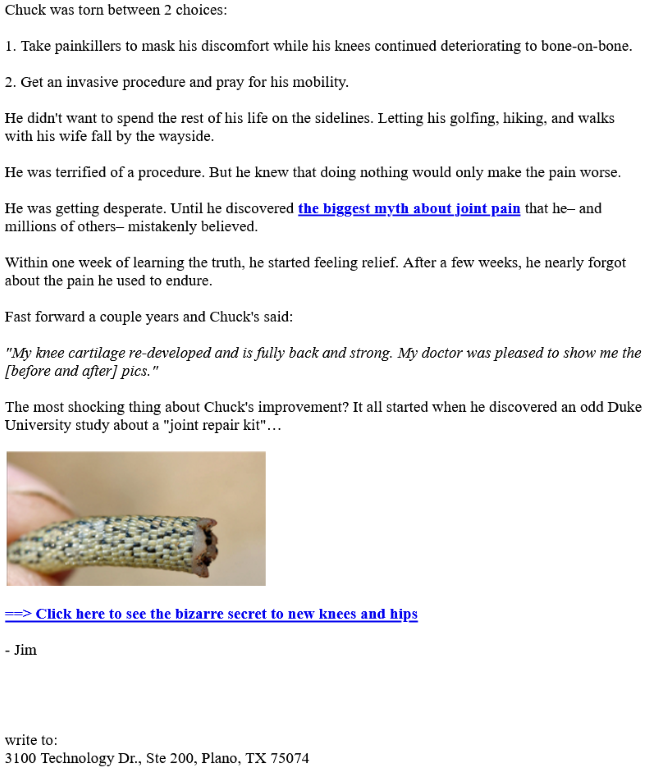 Chuck was torn between 2 choices:
1. Take painkillers to mask his discomfort while his knees continued deteriorating to bone-on-bone.
2. Get an invasive procedure and pray for his mobility.
He didn't want to spend the rest of his life on the sidelines. Letting his golfing, hiking, and walks
with his wife fall by the wayside.
He was terrified of a procedure. But he knew that doing nothing would only make the pain worse.
He was getting desperate. Until he discovered the biggest myth about joint pain that he– and
millions of others– mistakenly believed.
Within one week of learning the truth, he started feeling relief. After a few weeks, he nearly forgot
about the pain he used to endure.
Fast forward a couple years and Chuck's said:
"My knee cartilage re-developed and is fully back and strong. My doctor was pleased to show me the
[before and after] pics."
The most shocking thing about Chuck's improvement? It all started when he discovered an odd Duke
University study about a "joint repair kit"…
==> Click here to see the bizarre secret to new knees and hips
- Jim
write to:
3100 Technology Dr., Ste 200, Plano, TX 75074